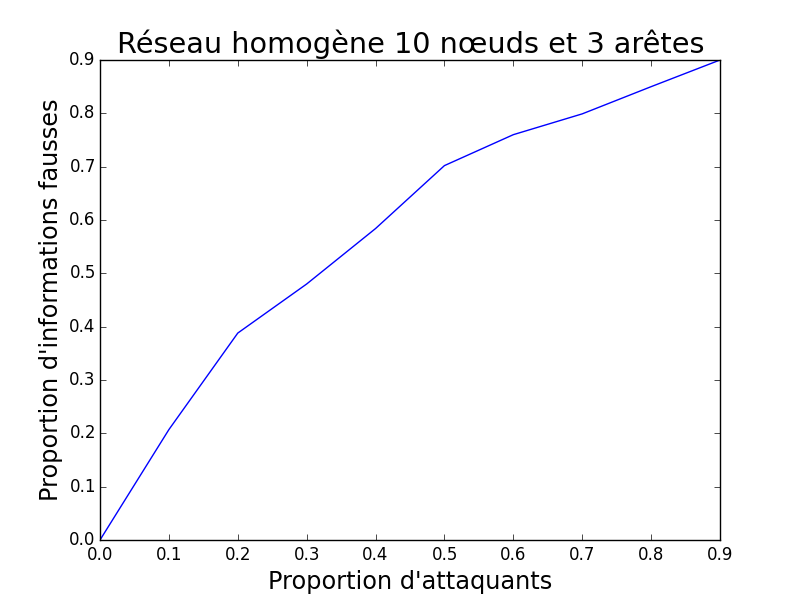 Réseau homogène 10 nœuds et 3 arêtes
Proportion d'informations fausses
0.9
0.8
0.7
0.6
0.5
0.4
0.3
0.2
0.1
0.0
0.0 0.1 0.2 0.3 0.4 0.5 0.6 0.7 0.8 0.9
Proportion d'attaquants